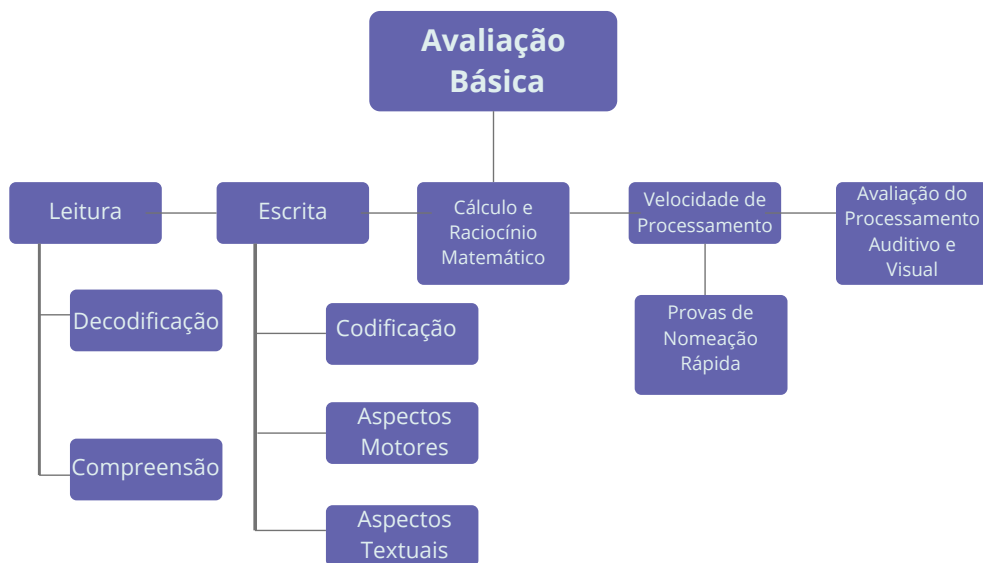 Avaliação
Básica
Leitura
Escrita
Cálculo e
Raciocínio
Matemático
Velocidade de
Processamento
Avaliação do
Processamento
Auditivo e
Visual
Decodificação
Compreensão
Codificação
Aspectos
Motores
Aspectos
Textuais
Provas de
Nomeação
Rápida